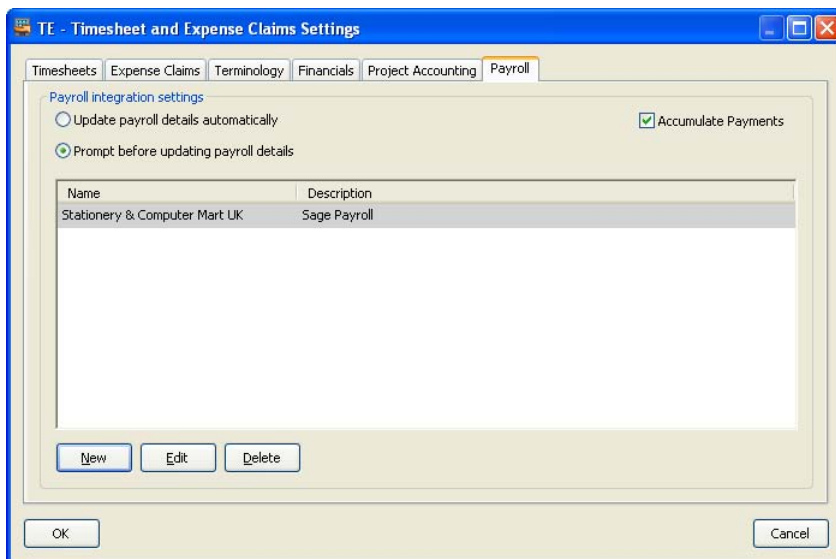 TE - Timesheet and Expense Claims Settings
Timesheets Expense Claims Terminology Financials Project Accounting Payroll
Payroll integration settings
Update payroll details automatically Accumulate Payments
Prompt before updating payroll details
Name Description
Stationery & Computer Mart UK Sage Payroll
New Edit Delete
OK Cancel